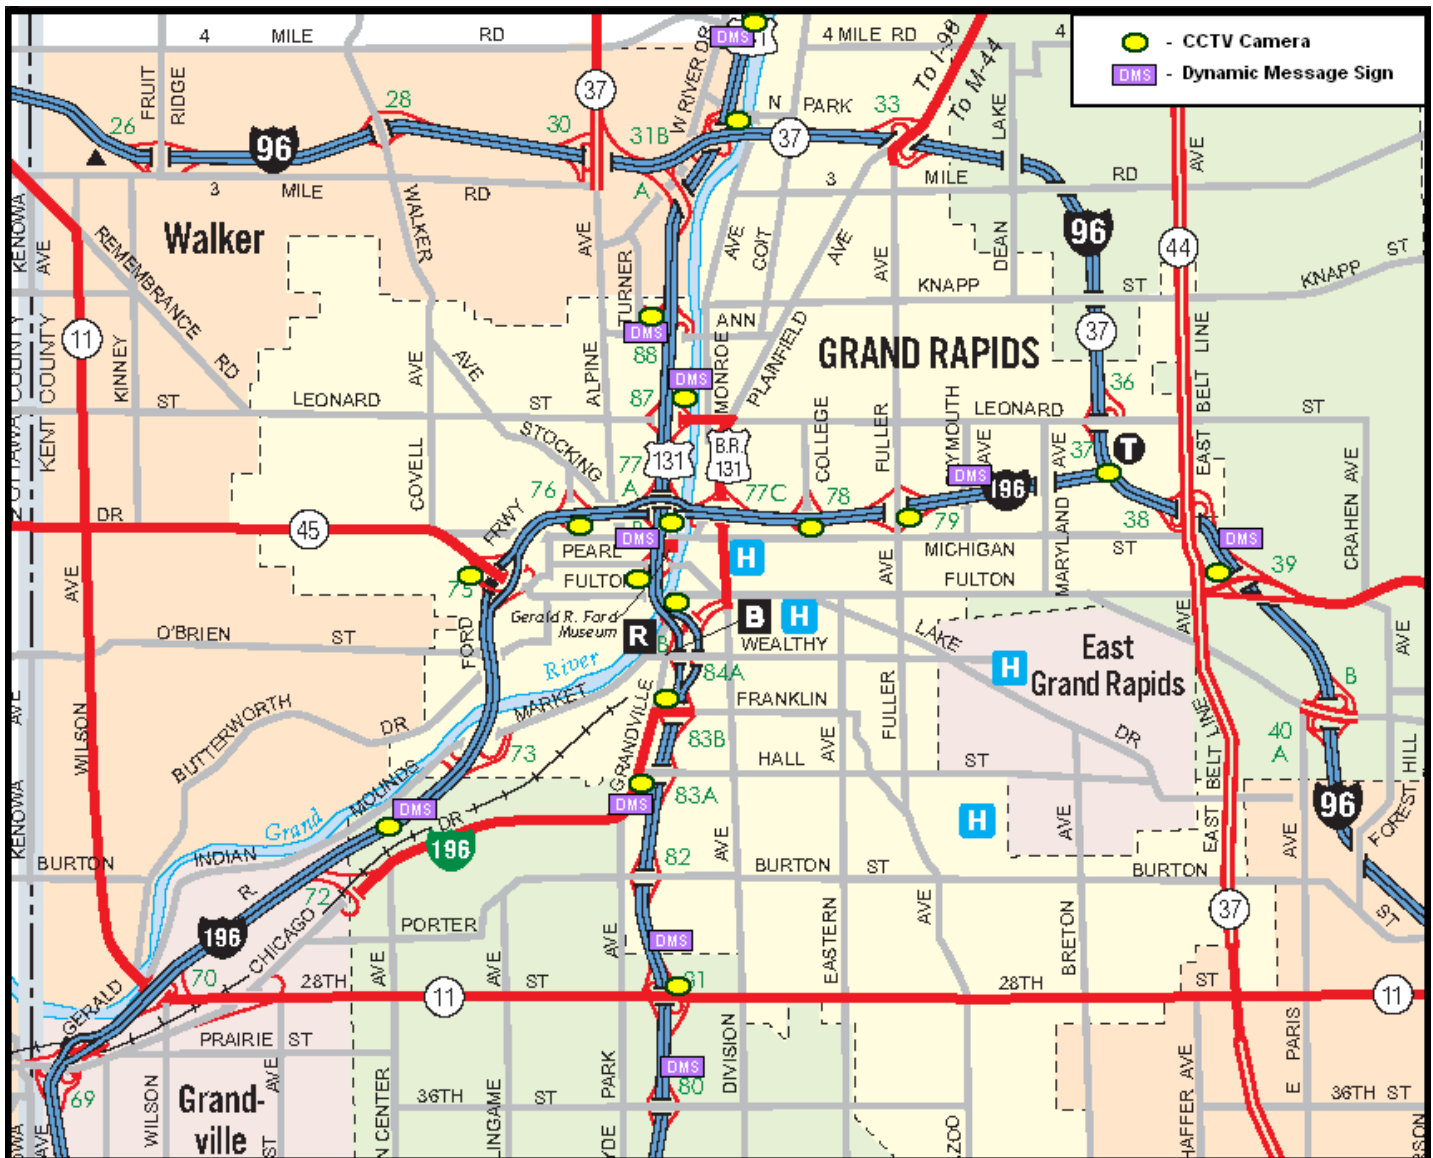 CCTV Camera
DMS - Dynamic Message Sign
4 MILE RD
4 MILE RD
4
W RIVER DR
To I-96
To M-44
FRUIT RIDGE
AVE
26
28
30
31B
A
33
37
96
N PARK
37
LAKE
3 MILE RD
3 MILE RD
Walker
WALKER
KENOWA AVE
REMEMBRANCE RD
KINNEY
11
OTTAWA COUNTY
KENT COUNTY
AVE
TURNER
AVE
COIT
AVE
AVE
DEAN
96
44
KNAPP ST
KNAPP ST
37
EAST BELT LINE
GRAND RAPIDS
ANN
MONROE
PLAINFIELD
ALPINE
DMS
88
DMS
87
AVE
AVE
COVELL
LEONARD ST
ST
STOCKING
LEONARD
ST
36
37
T
PLYMOUTH AVE
COLLEGE
FULLER
MARYLAND AVE
EAST
CRAHEN AVE
131
B.R. 131
77
A
77C
76
78
79
DMS
196
38
DMS
39
DR
45
FRWY
75
PEARL
FULTON
DMS
H
MICHIGAN ST
FULTON
AVE
AVE
AVE
Gerald R. Ford
Museum
R
B
H
WEALTHY
LAKE
DR
H
East
Grand Rapids
O'BRIEN ST
FORD
River
MARKET
BUTTERWORTH DR
84A
B
FRANKLIN
83B
GRANDVILLE
HALL
ST
AVE
FULLER
BELT LINE
B
40
A
WILSON
AVE
73
83A
DMS
DMS
DR
196
Grand
MOUNDS
INDIAN
KENOWA
AVE
BURTON
H
AVE
EAST BELT LINE
96
FOREST HILL
AVE
82
AVE
BURTON ST
BURTON
ST
AVE
72
R
196
CHICAGO
PORTER
AVE
AVE
AVE
DMS
81
EASTERN
AVE
BRETON
37
70
GERALD
28TH
11
ST
28TH
ST
11
PRAIRIE ST
AVE
DMS
80
DIVISION
E PARIS
69
WILSON
Grand-
ville
36TH ST
PARK
36TH ST
AVE